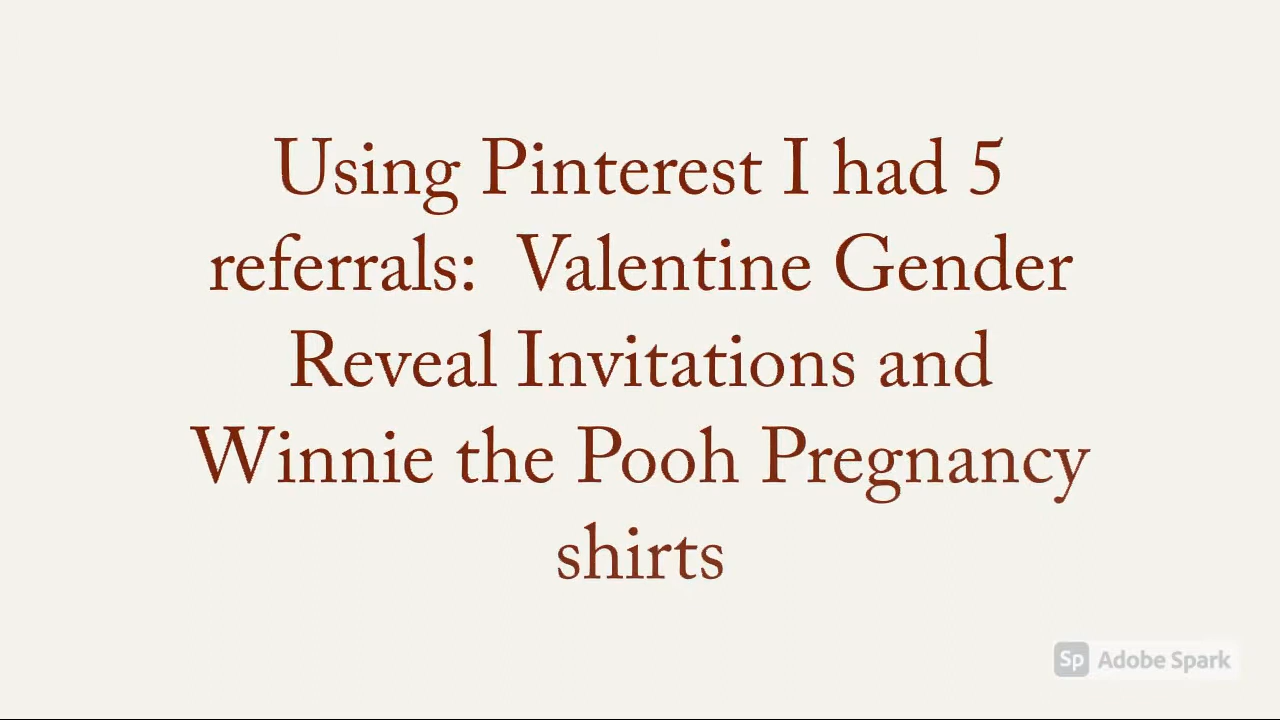 Using Pinterest I had 5
referrals:  Valentine Gender
Reveal Invitations and
Winnie the Pooh Pregnancy
shirts
Sp Adobe Spark